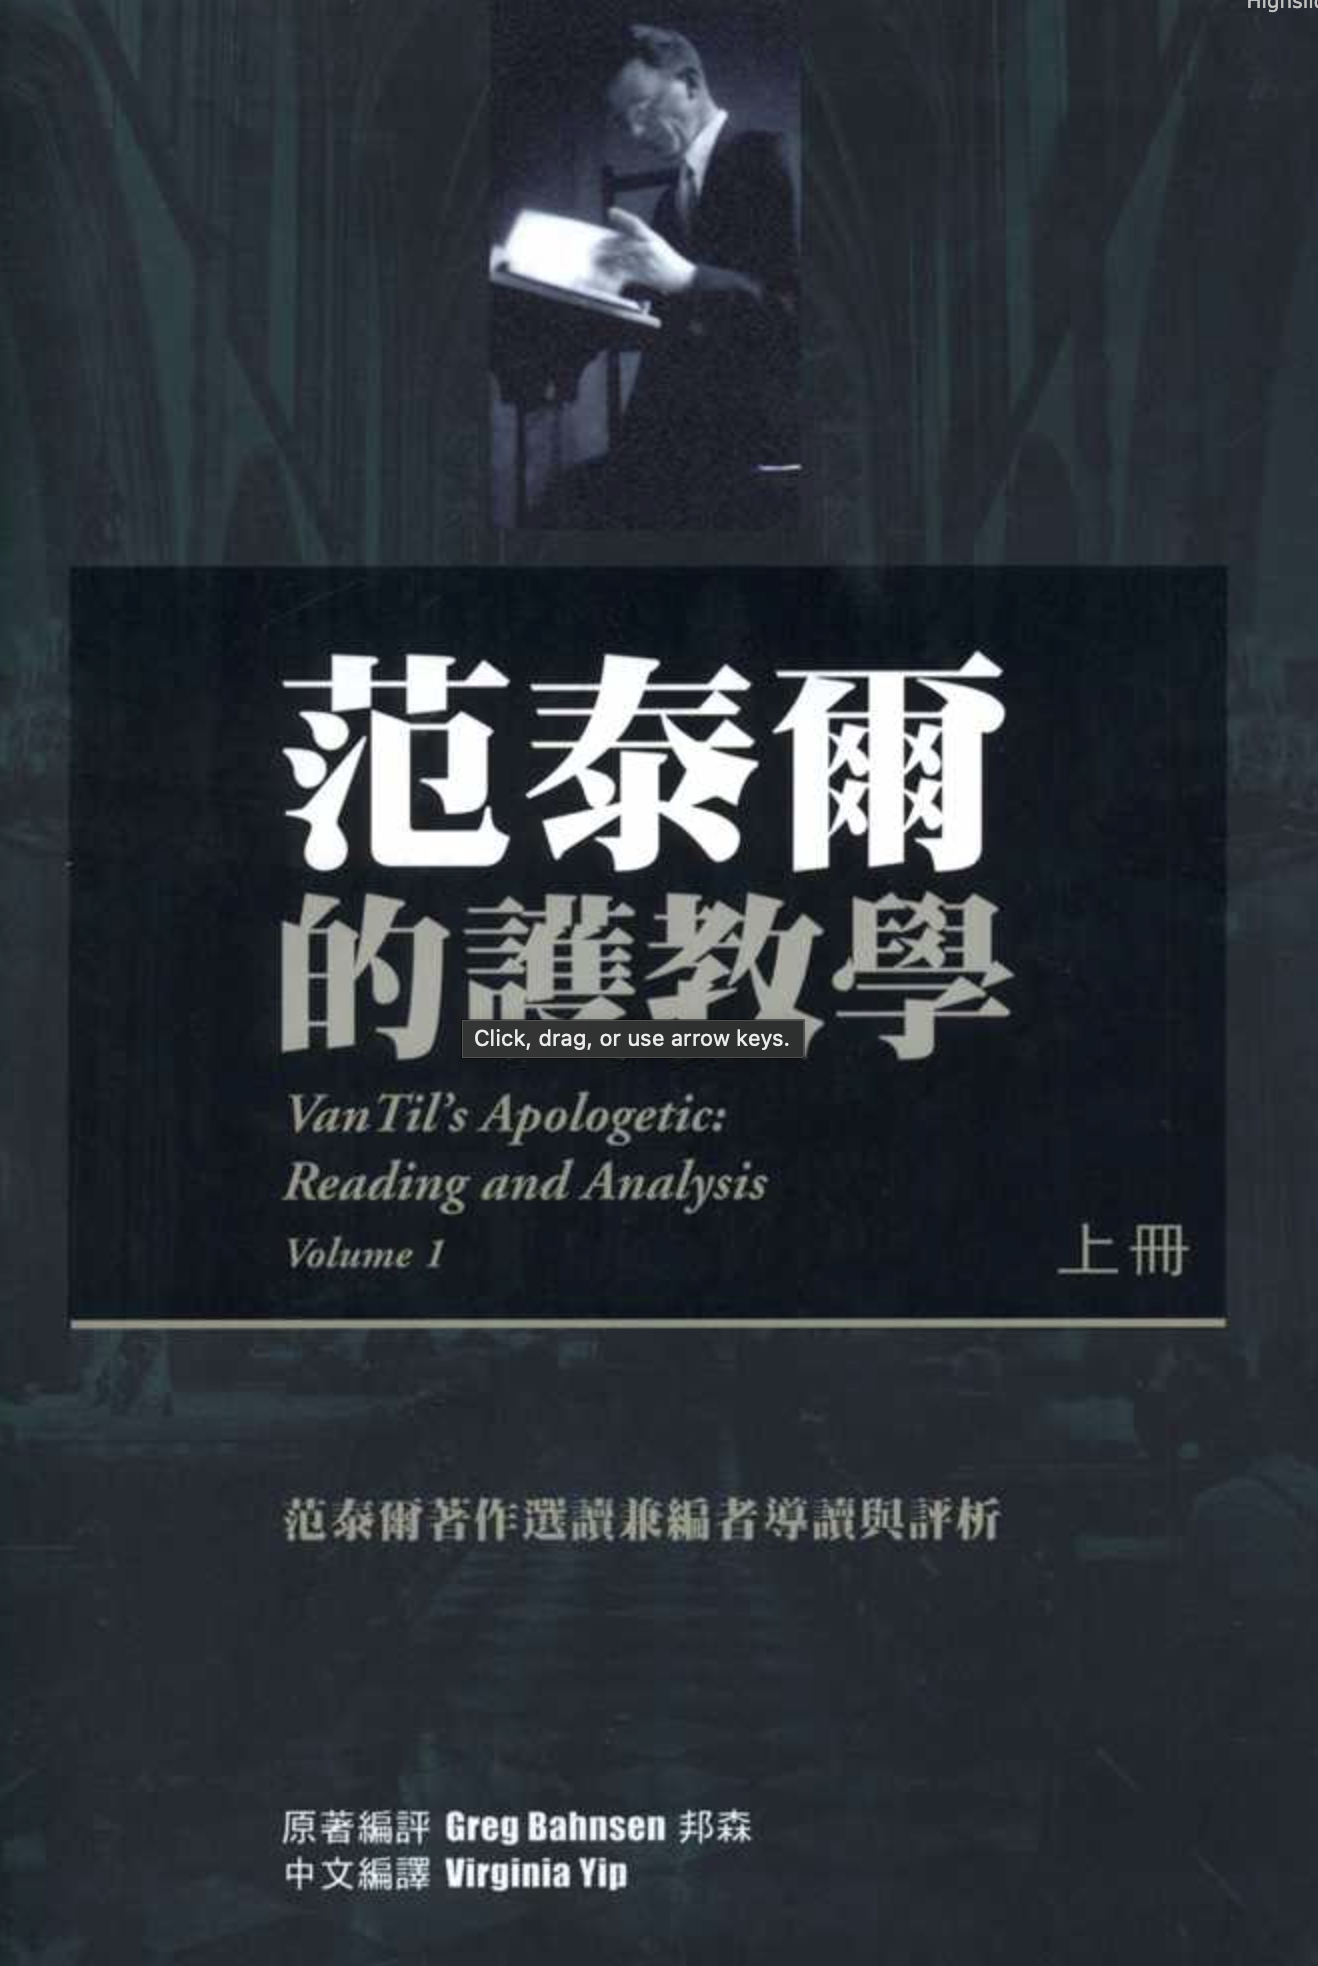 范泰爾
的護教學
Click, drag, or use arrow keys.
Van Til's Apologetic:
Reading and Analysis
Volume 1
上冊
范泰爾著作選讀兼編者導讀與評析
原著編評 Greg Bahnsen 邦森
中文編譯 Virginia Yip